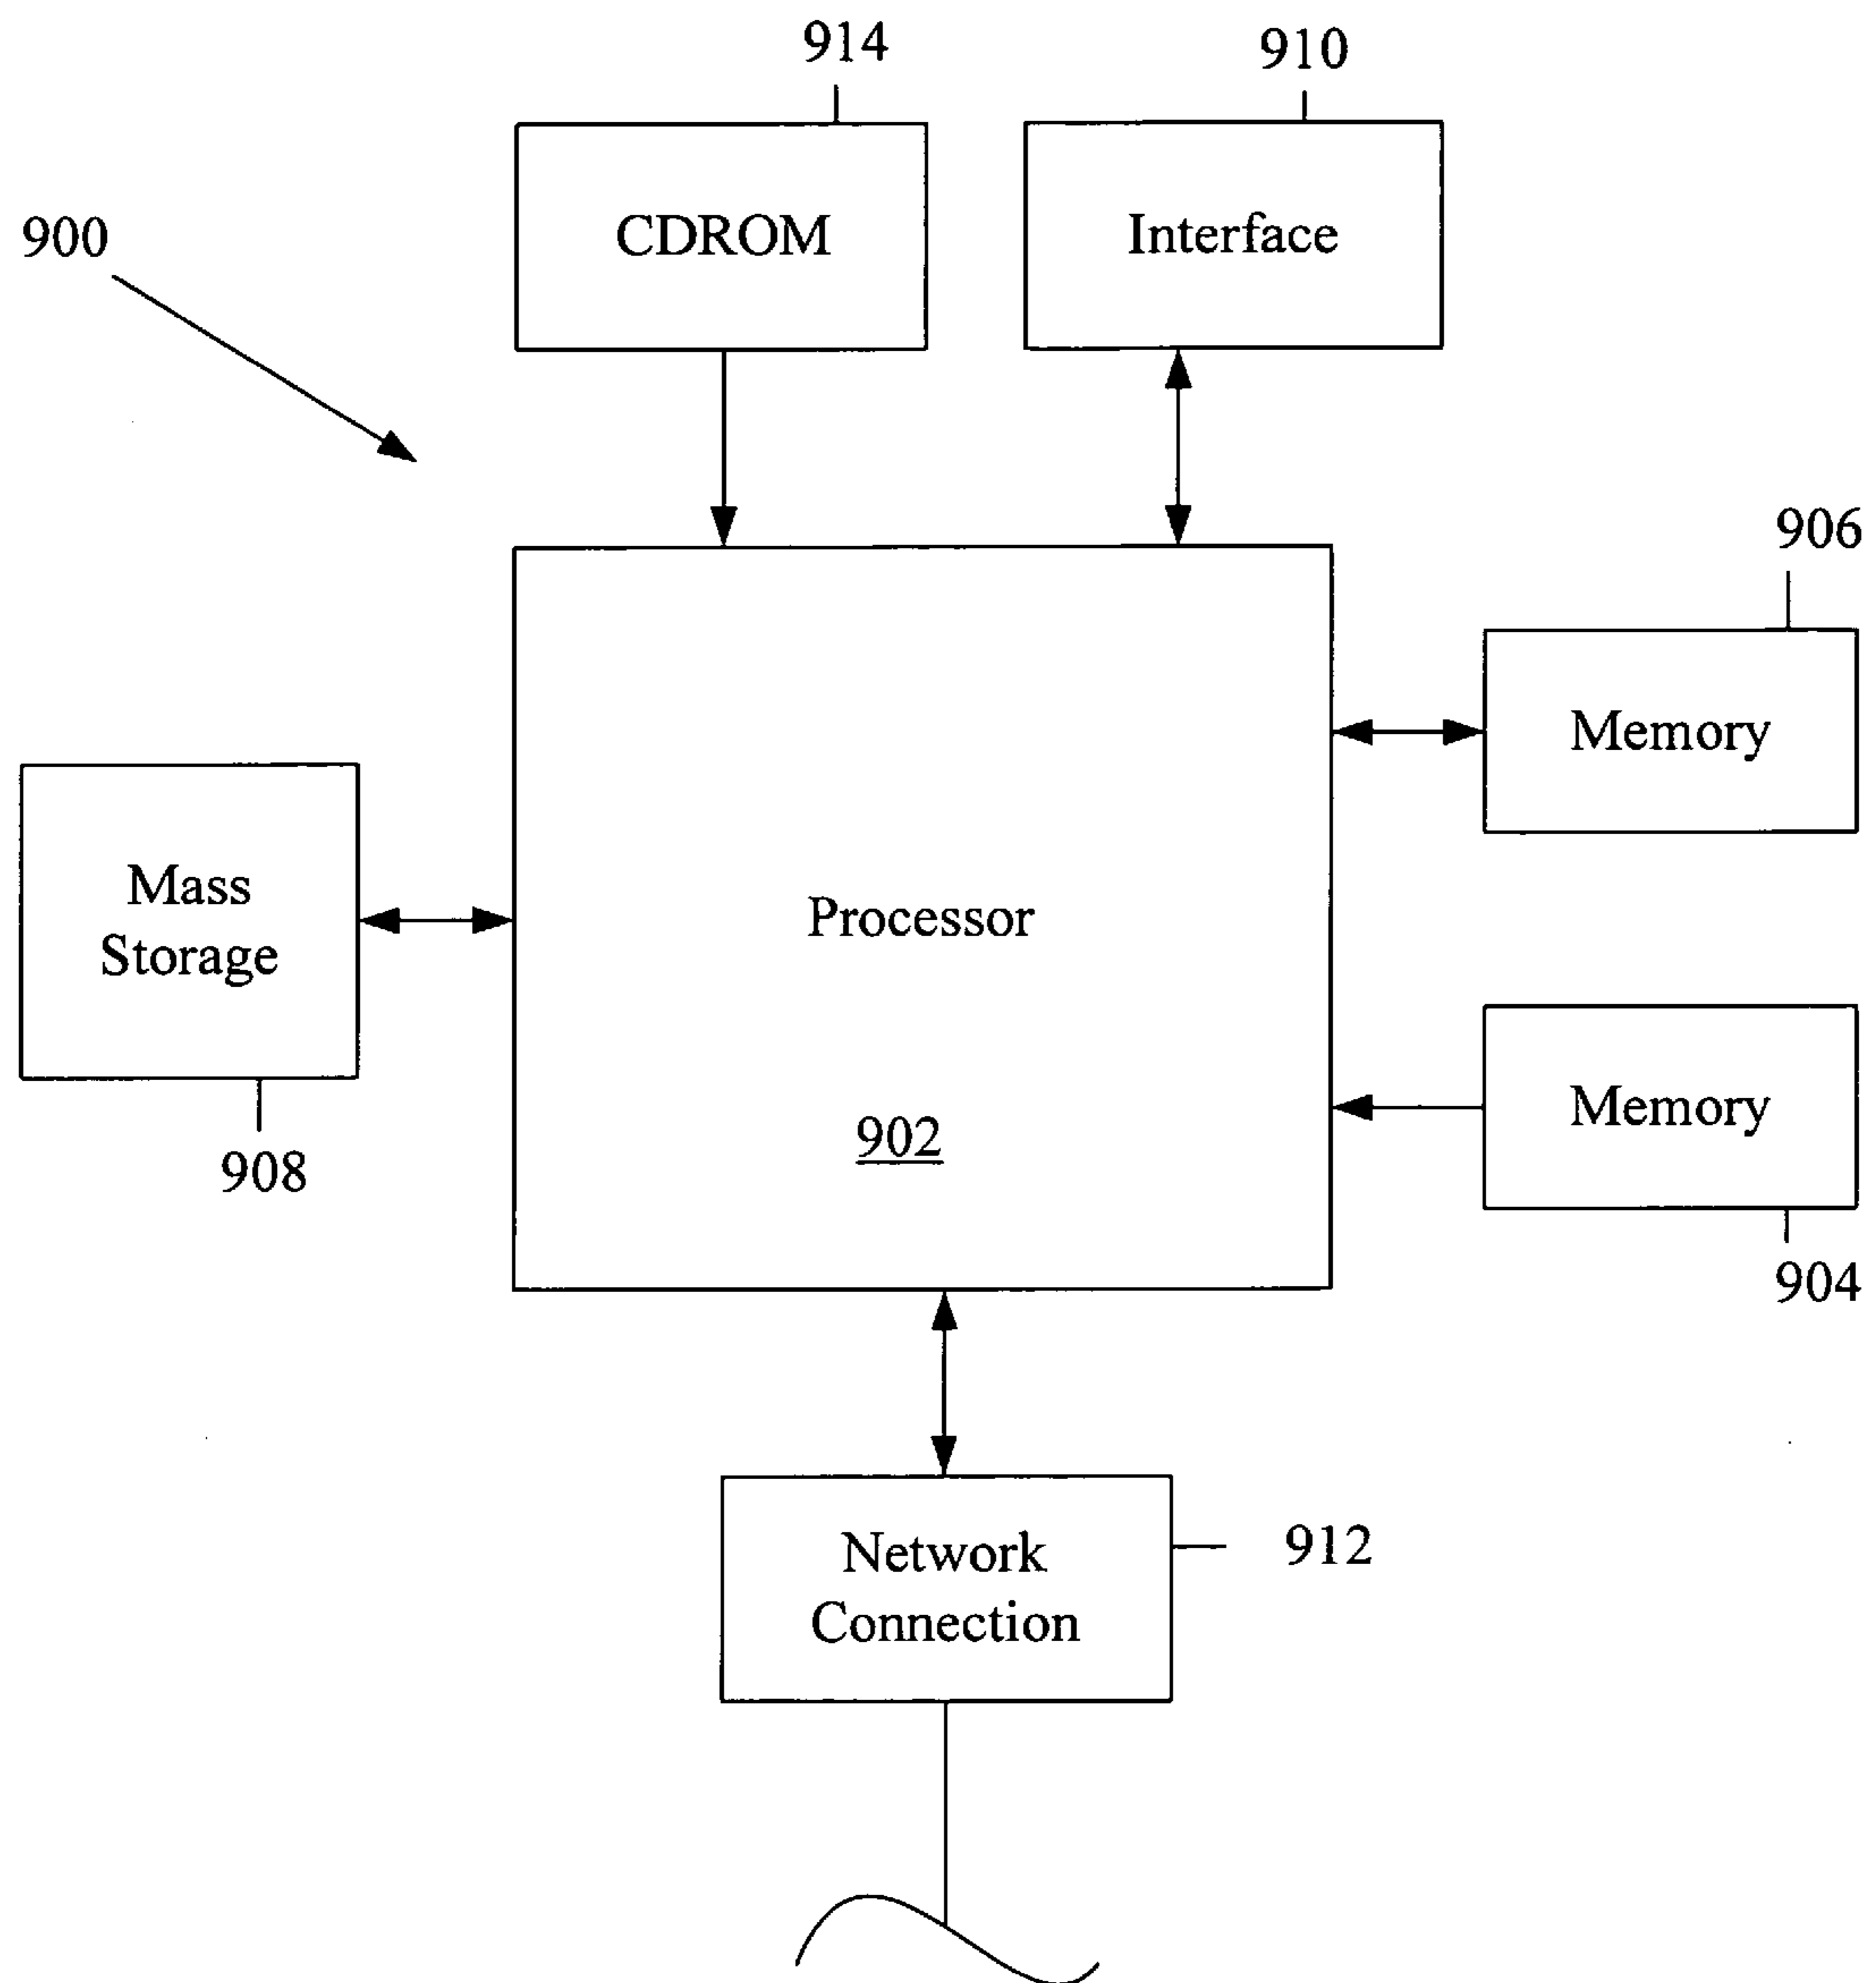 914
910
CDROM
Interface
900
906
Memory
Mass
Storage
Processor
Memory
902
908
904
Network
Connection
912